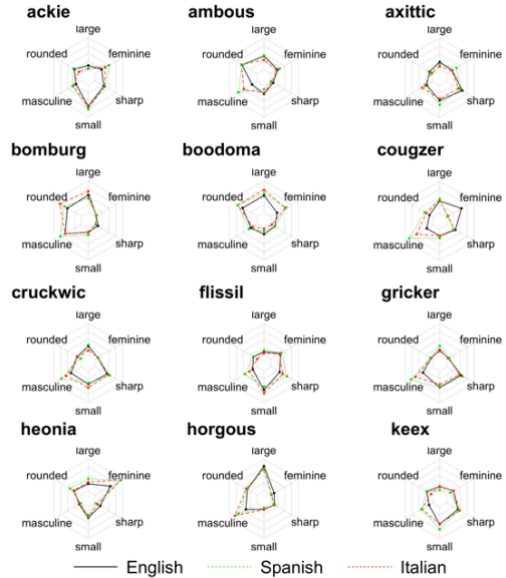 ackie ambous axittic
large large large
rounded feminine rounded feminine rounded feminine
masculine sharp masculine sharp masculine sharp
small small small
bomburg boodoma cougzer
large large large
rounded feminine rounded feminine rounded feminine
masculine sharp masculine sharp masculine sharp
small small small
cruckwic flissil gricker
large large large
rounded feminine rounded feminine rounded feminine
masculine sharp masculine sharp masculine sharp
small small small
heonia horgous keex
large large large
rounded feminine rounded feminine rounded feminine
masculine sharp masculine sharp masculine sharp
small small small
English Spanish Italian